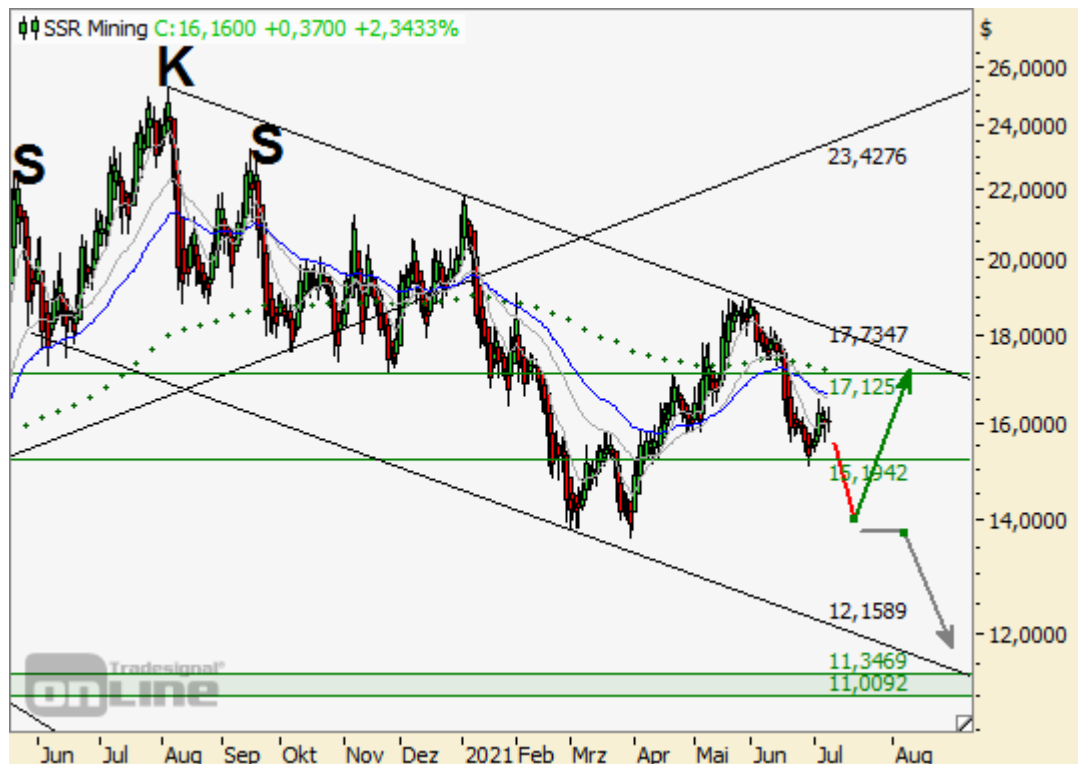 SSR Mining C:16,1600 +0,3700 +2,3433%
$
K
S
S
26,0000
24,0000
22,0000
20,0000
18,0000
16,0000
14,0000
12,0000
23,4276
17,7347
17,1254
15,1942
12,1589
11,3469
11,0092
Tradesignal®
onLine
Jun Jul Aug Sep Okt Nov Dez 2021 Feb Mrz Apr Mai Jun Jul Aug